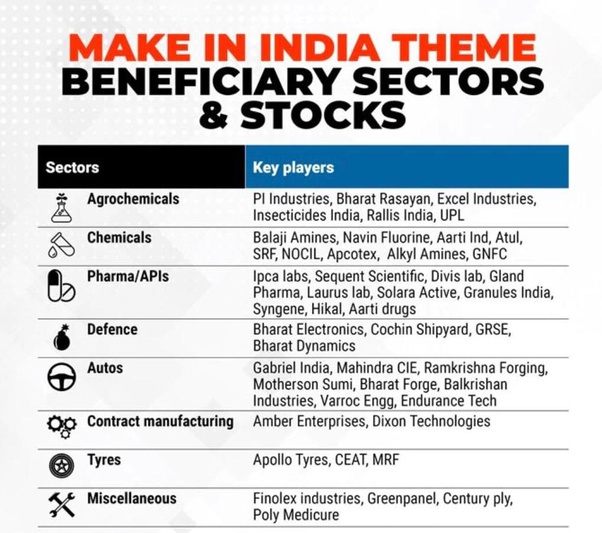 MAKE IN INDIA THEME
BENEFICIARY SECTORS
& STOCKS
Sectors Key players
Agrochemicals PI Industries, Bharat Rasayan, Excel Industries,
Insecticides India, Rallis India, UPL
Chemicals Balaji Amines, Navin Fluorine, Aarti Ind, Atul,
SRF, NOCIL, Apcotex, Alkyl Amines, GNFC
Pharma/APIs Ipca labs, Sequent Scientific, Divis lab, Gland
Pharma, Laurus lab, Solara Active, Granules India,
Syngene, Hikal, Aarti drugs
Defence Bharat Electronics, Cochin Shipyard, GRSE,
Bharat Dynamics
Autos Gabriel India, Mahindra CIE, Ramkrishna Forging,
Motherson Sumi, Bharat Forge, Balkrishan
Industries, Varroc Engg, Endurance Tech
Contract manufacturing Amber Enterprises, Dixon Technologies
Tyres Apollo Tyres, CEAT, MRF
Miscellaneous Finolex industries, Greenpanel, Century ply,
Poly Medicure